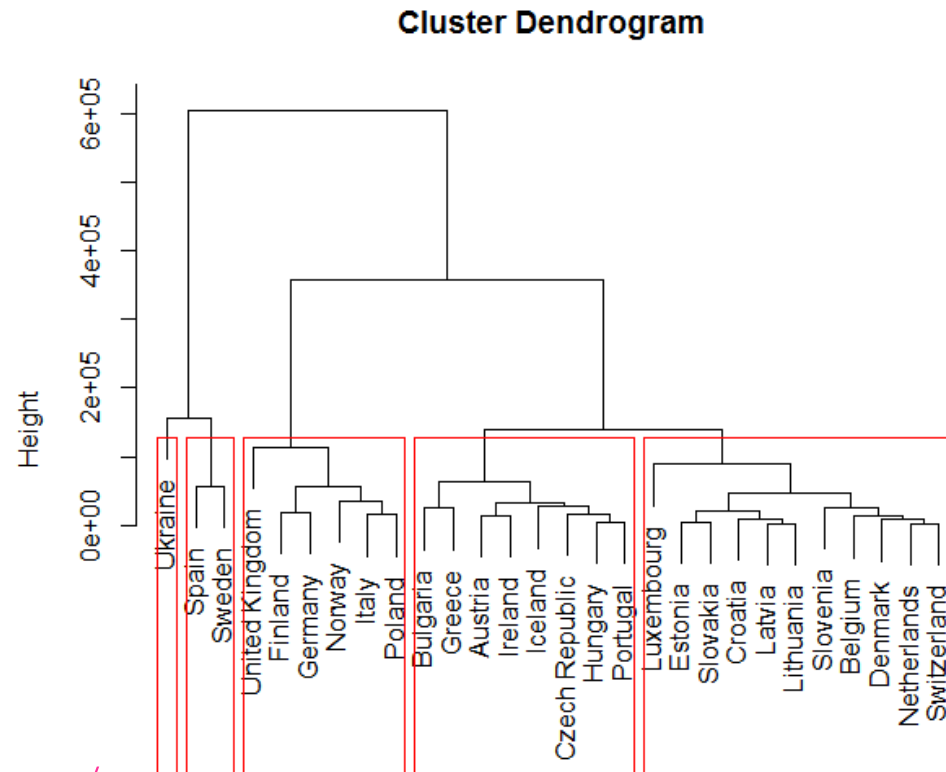 Cluster Dendrogram
Height
6e+05
4e+05
2e+05
0e+00
Ukraine
Spain
Sweden
United Kingdom
Finland
Germany
Norway
Italy
Poland
Bulgaria
Greece
Austria
Ireland
Iceland
Czech Republic
Hungary
Portugal
Luxembourg
Estonia
Slovakia
Croatia
Latvia
Lithuania
Slovenia
Belgium
Denmark
Netherlands
Switzerland